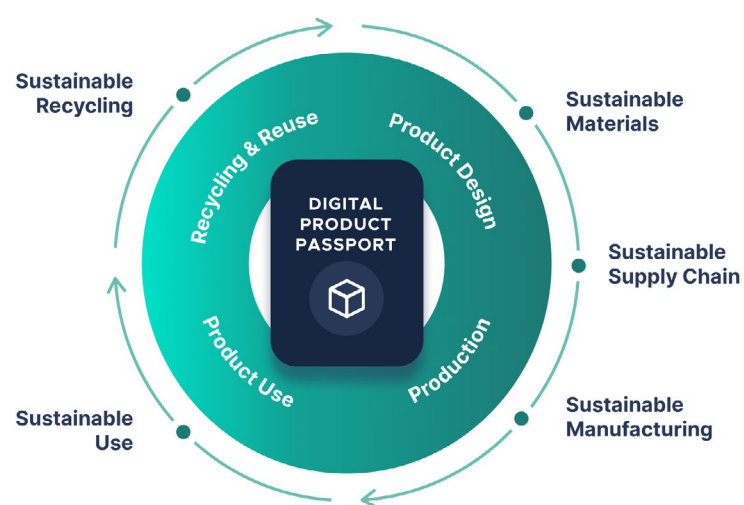 Sustainable
Recycling
Sustainable
Materials
Recycling & Reuse
Product Design
DIGITAL
PRODUCT
PASSPORT
Sustainable
Supply Chain
Product Use
Production
Sustainable
Use
Sustainable
Manufacturing